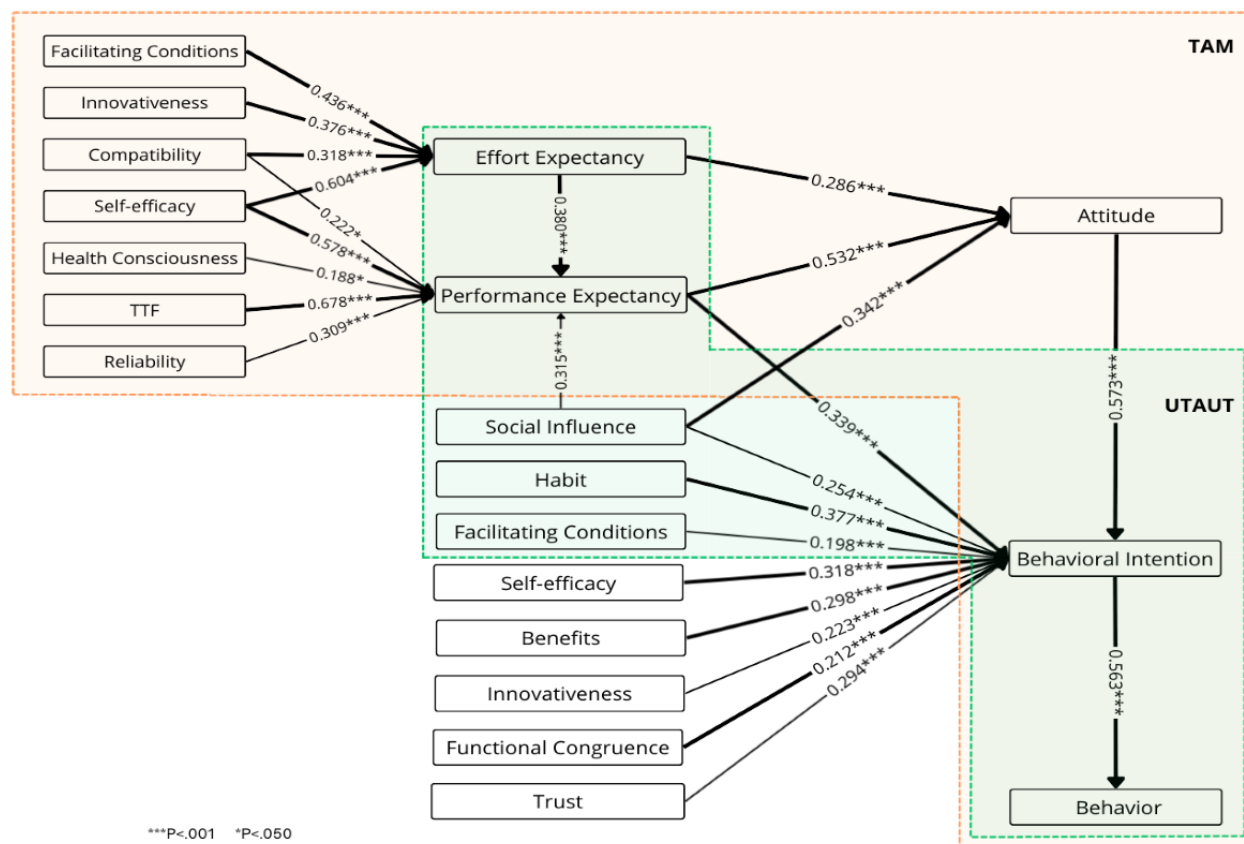 TAM
Facilitating Conditions
Innovativeness
Compatibility
Self-efficacy
Health Consciousness
TTF
Reliability
0.436***
0.376***
0.318***
0.604***
0.222*
0.578***
0.188*
0.678***
0.309***
Effort Expectancy
0.380***
Performance Expectancy
0.315***
0.286***
0.532***
0.342***
Attitude
0.573***
UTAUT
Social Influence
Habit
Facilitating Conditions
Self-efficacy
Benefits
Innovativeness
Functional Congruence
Trust
0.339***
0.254***
0.377***
0.198***
0.318***
0.298***
0.223***
0.212***
0.294***
Behavioral Intention
0.563***
Behavior
***P<.001 *P<.050